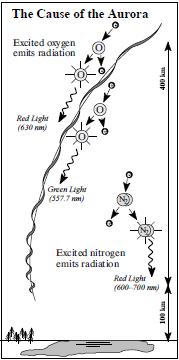 The Cause of the Aurora
Excited oxygen
emits radiation
e
O
O
e
e
Red Light
(630 nm)
O
O
e
Green Light
(557.7 nm)
400 km
e
N₂
e
N₂
Excited nitrogen
emits radiation
Red Light
(600–700 nm)
100 km